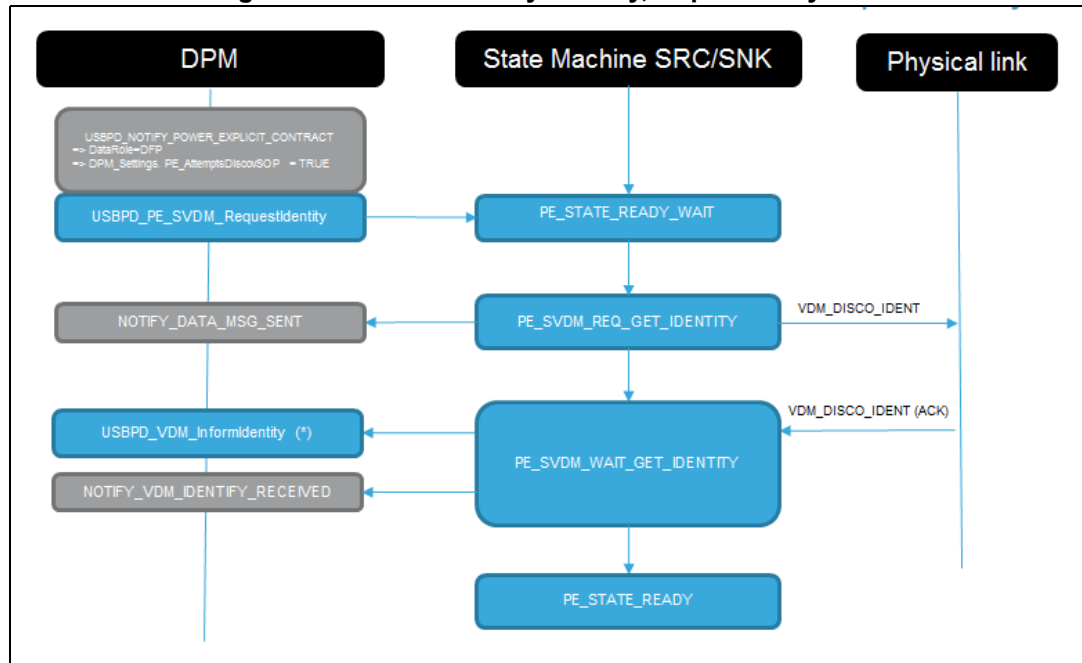 DPM
State Machine SRC/SNK
Physical link
USBPD_NOTIFY_POWER_EXPLICIT_CONTRACT
=> DataRole=DFP
=> DPM_Settings. PE_AttemptsDiscovSOP = TRUE
USBPD_PE_SVDM_RequestIdentity
PE_STATE_READY_WAIT
NOTIFY_DATA_MSG_SENT
PE_SVDM_REQ_GET_IDENTITY
VDM_DISCO_IDENT
VDM_DISCO_IDENT (ACK)
USBPD_VDM_InformIdentity (*)
PE_SVDM_WAIT_GET_IDENTITY
NOTIFY_VDM_IDENTIFY_RECEIVED
PE_STATE_READY